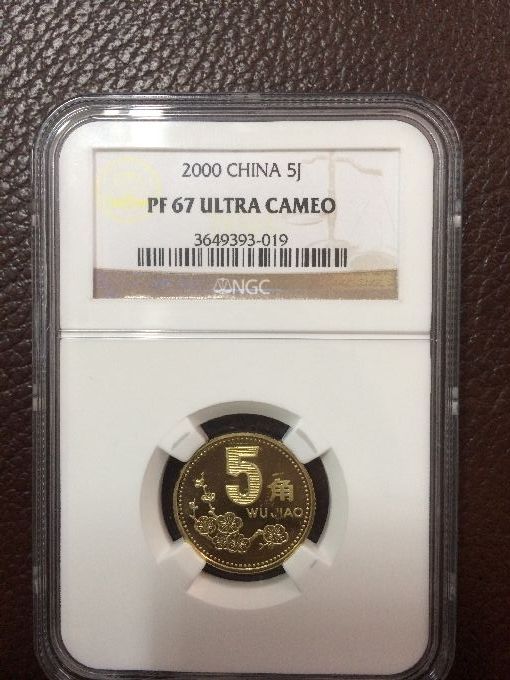 2000 CHINA 5J
PF 67 ULTRA CAMEO
3649393-019
NGC
5角
WU JIAO